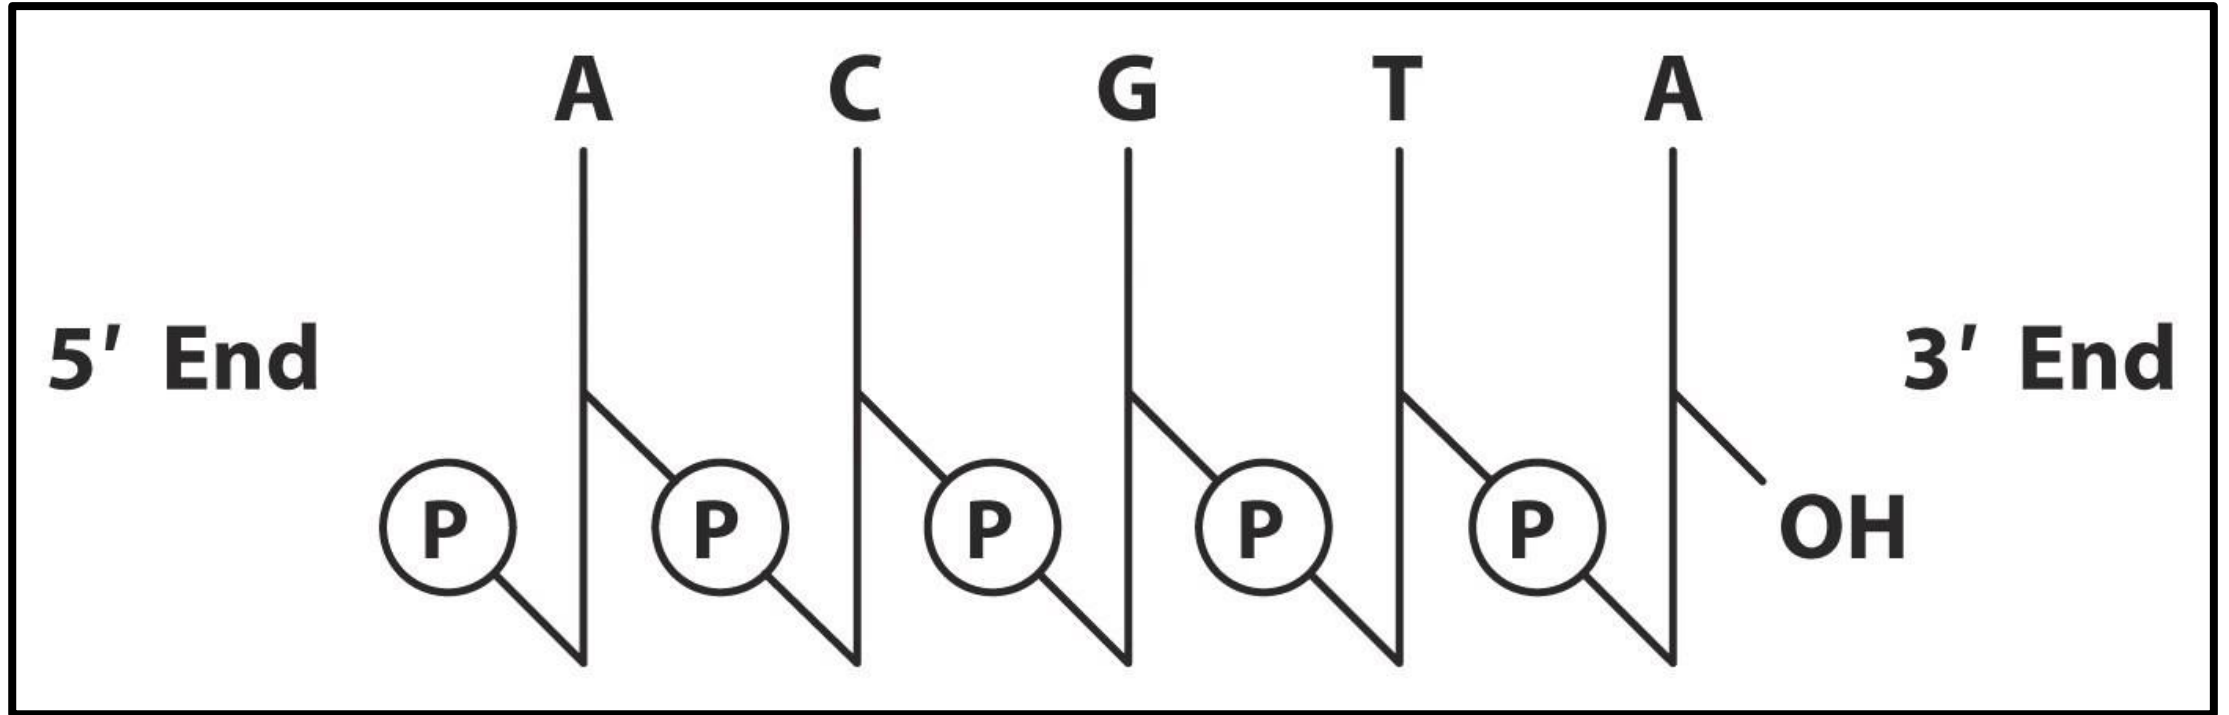 A C G T A
5′ End 3′ End
P P P P P OH